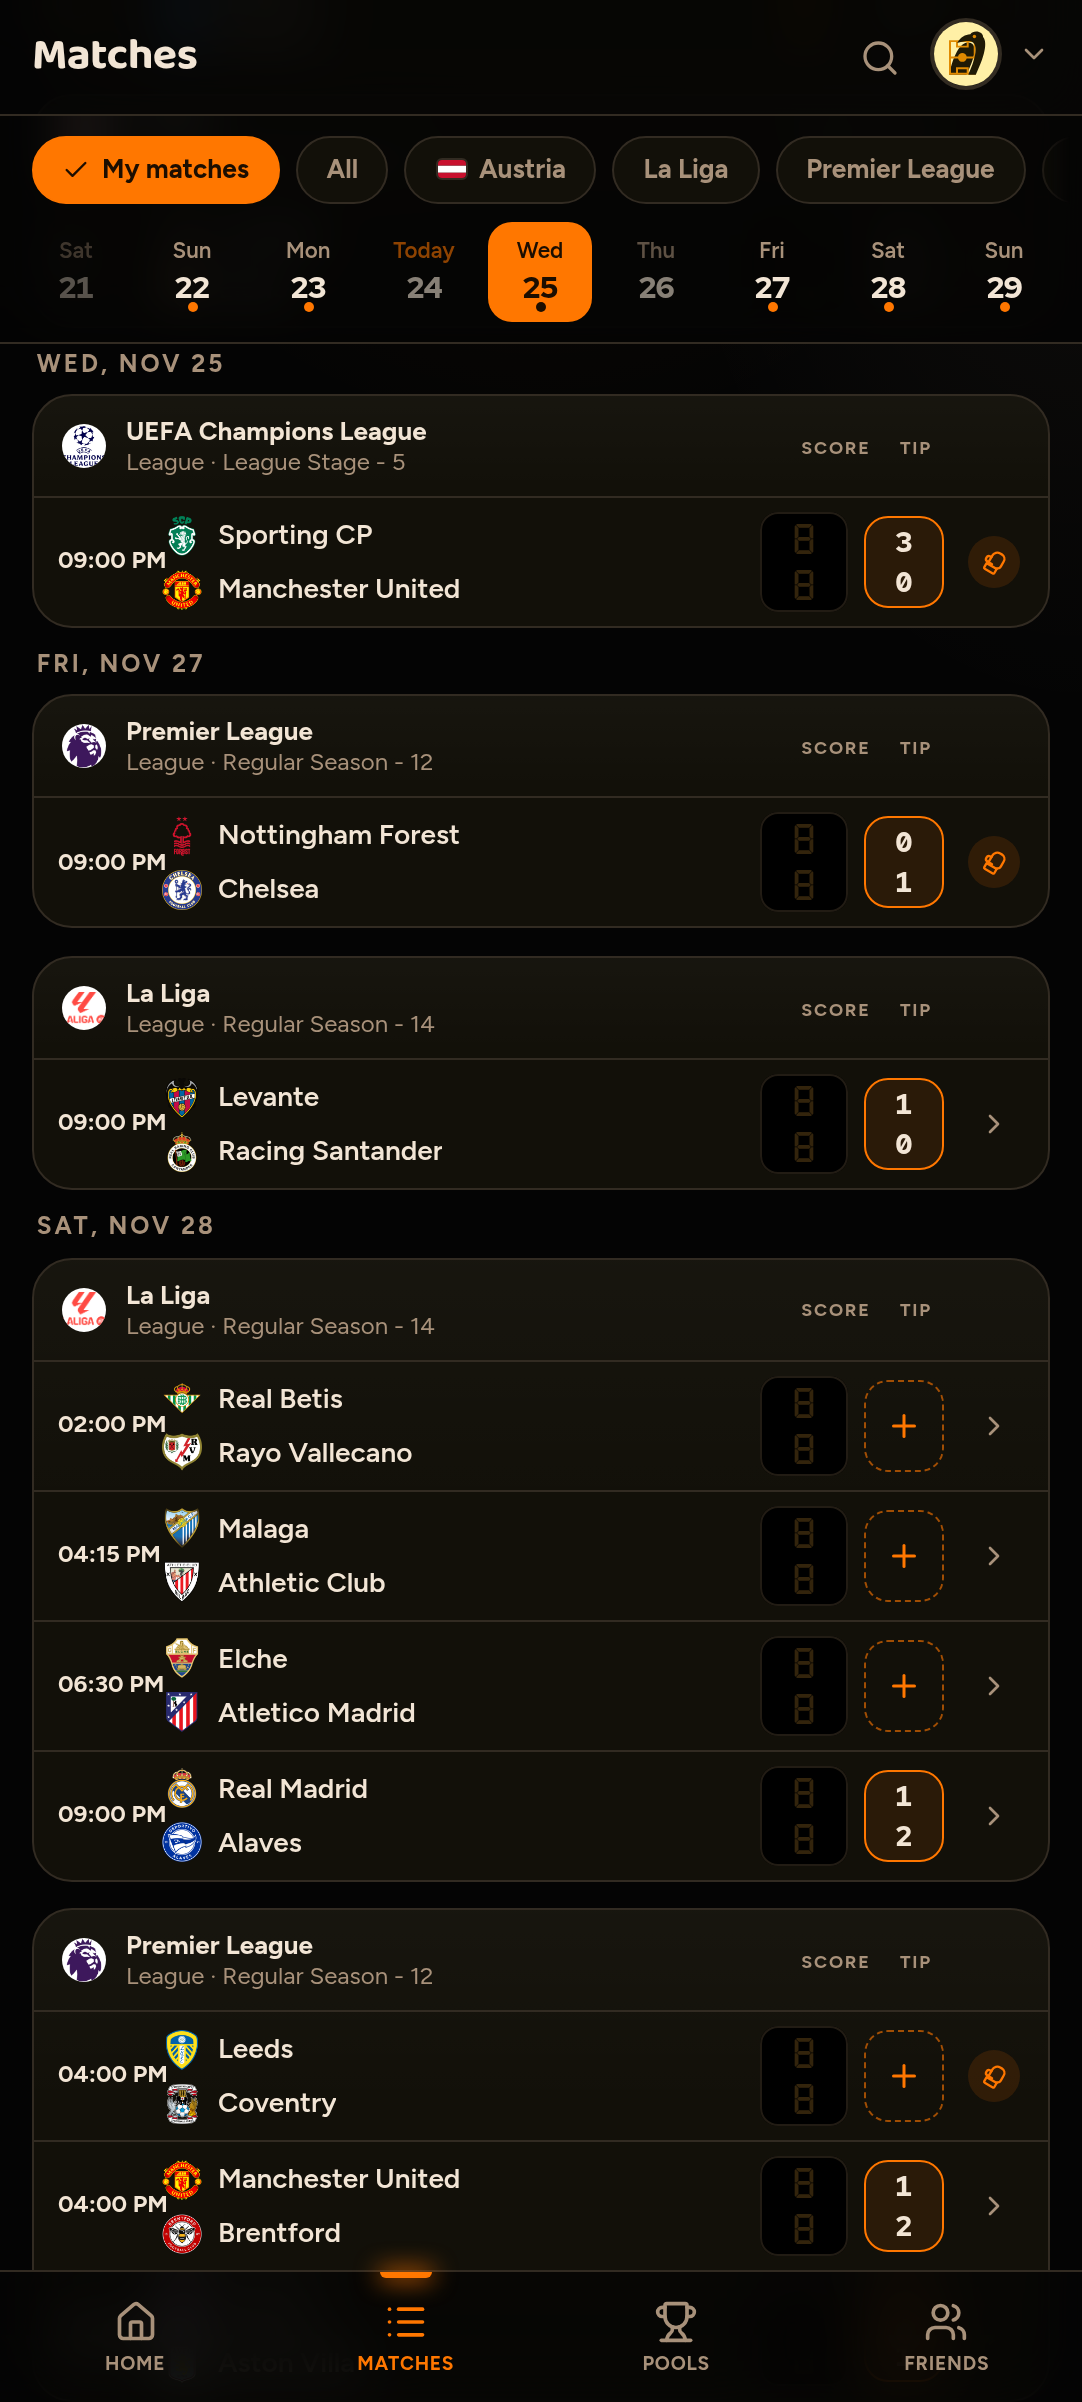 Matches
My matches
All
Austria
La Liga
Premier League
Sat
21
Sun
22
Mon
23
Today
24
Wed
25
Thu
26
Fri
27
Sat
28
Sun
29
WED, NOV 25
UEFA Champions League
League · League Stage - 5
SCORE TIP
09:00 PM
Sporting CP
Manchester United
3
0
FRI, NOV 27
Premier League
League · Regular Season - 12
SCORE TIP
09:00 PM
Nottingham Forest
Chelsea
0
1
La Liga
League · Regular Season - 14
SCORE TIP
09:00 PM
Levante
Racing Santander
1
0
SAT, NOV 28
La Liga
League · Regular Season - 14
SCORE TIP
02:00 PM
Real Betis
Rayo Vallecano
04:15 PM
Malaga
Athletic Club
06:30 PM
Elche
Atletico Madrid
09:00 PM
Real Madrid
Alaves
1
2
Premier League
League · Regular Season - 12
SCORE TIP
04:00 PM
Leeds
Coventry
04:00 PM
Manchester United
Brentford
1
2
Aston Villa
HOME
MATCHES
POOLS
FRIENDS